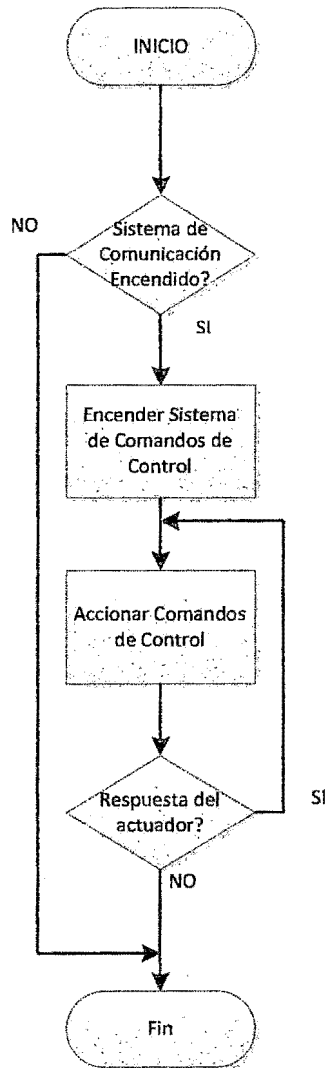 INICIO
NO
Sistema de
Comunicación
Encendido?
SI
Encender Sistema
de Comandos de
Control
Accionar Comandos
de Control
Respuesta del
actuador?
SI
NO
Fin